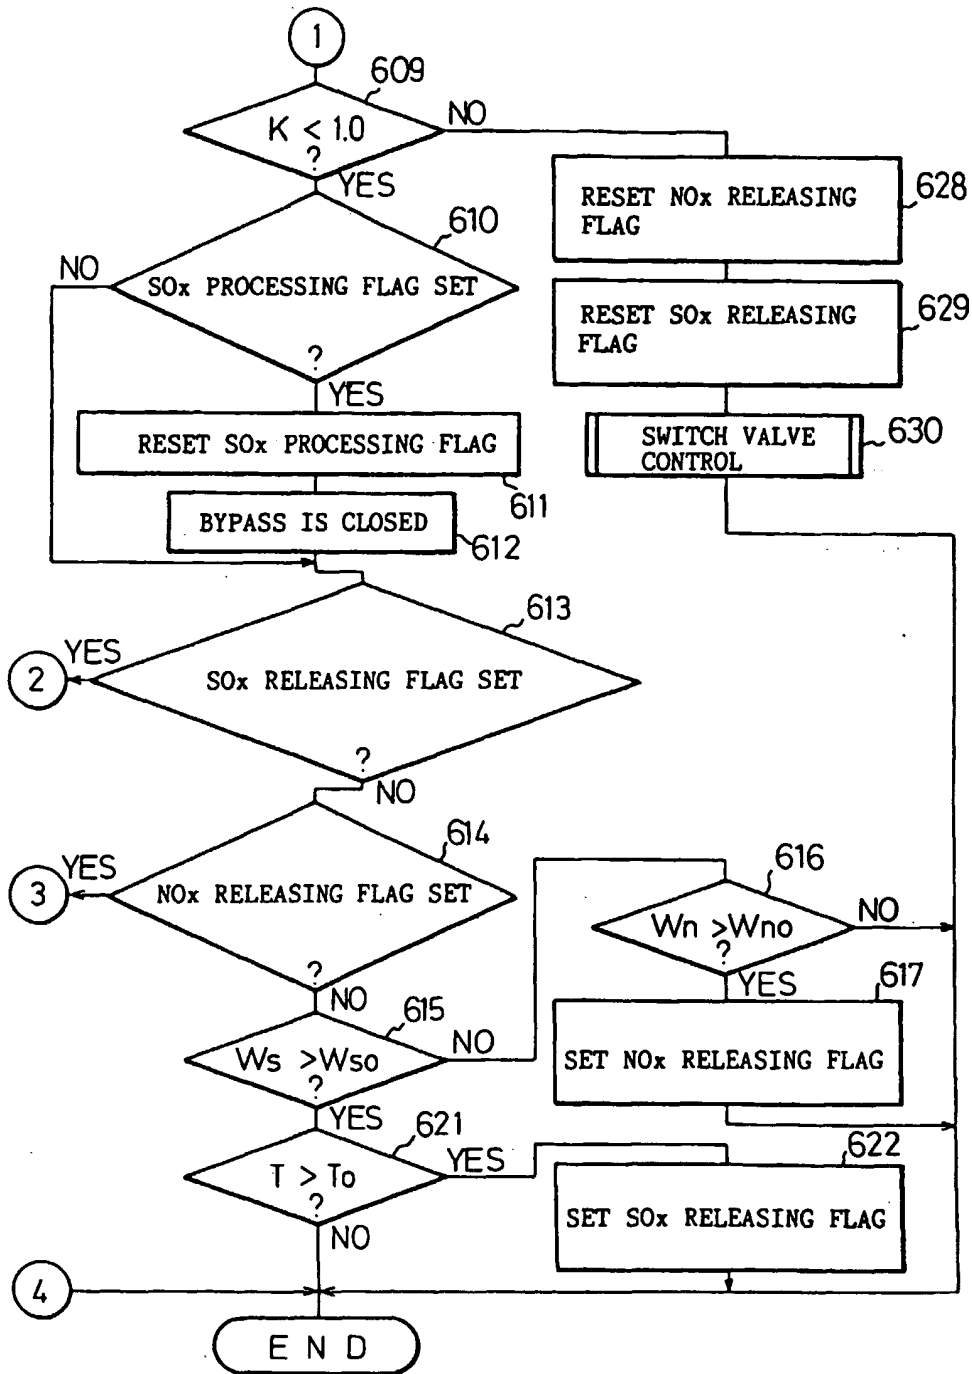 1
609
K < 1.0
?
NO
YES
628
RESET NOx RELEASING
FLAG
610
NO
SOx PROCESSING FLAG SET
?
YES
629
RESET SOx RELEASING
FLAG
RESET SOx PROCESSING FLAG
611
630
SWITCH VALVE
CONTROL
BYPASS IS CLOSED
612
613
YES
2
SOx RELEASING FLAG SET
?
NO
614
YES
3
NOx RELEASING FLAG SET
?
NO
616
Wn >Wno
?
NO
YES
617
SET NOx RELEASING FLAG
615
Ws >Wso
?
NO
YES
621
T > To
?
YES
NO
622
SET SOx RELEASING FLAG
4
END